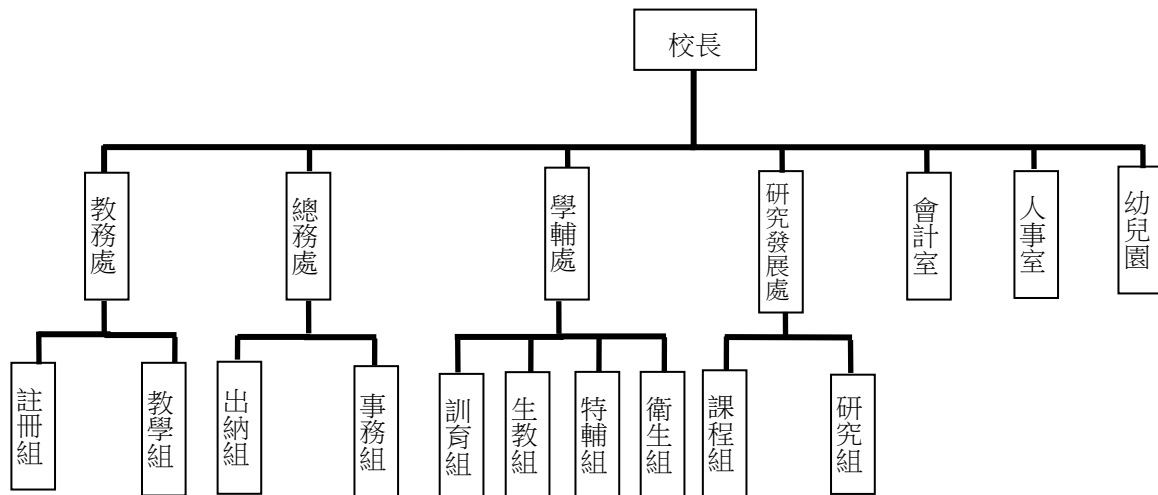 校長
教務處
總務處
學輔處
研究發展處
會計室
人事室
幼兒園
註冊組
教學組
出納組
事務組
訓育組
生教組
特輔組
衛生組
課程組
研究組